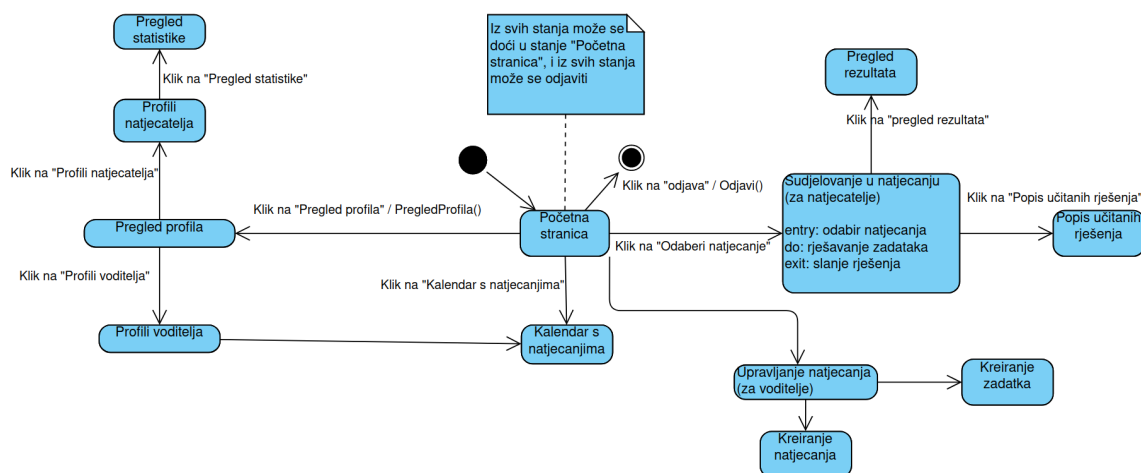 Pregled
statistike
Iz svih stanja može se
doći u stanje "Početna
stranica", i iz svih stanja
može se odjaviti
Pregled
rezultata
Klik na "Pregled statistike"
Profili
natjecatelja
Klik na "pregled rezultata"
Klik na "Profili natjecatelja"
Klik na "odjava" / Odjavi()
Sudjelovanje u natjecanju
(za natjecatelje)
entry: odabir natjecanja
do: rješavanje zadataka
exit: slanje rješenja
Klik na "Popis učitanih rješenja"
Popis učitanih
rješenja
Klik na "Pregled profila" / PregledProfila()
Pregled profila
Početna
stranica
Klik na "Odaberi natjecanje"
Klik na "Profili voditelja"
Klik na "Kalendar s natjecanjima"
Profili voditelja
Kalendar s
natjecanjima
Upravljanje natjecanja
(za voditelje)
Kreiranje
zadatka
Kreiranje
natjecanja